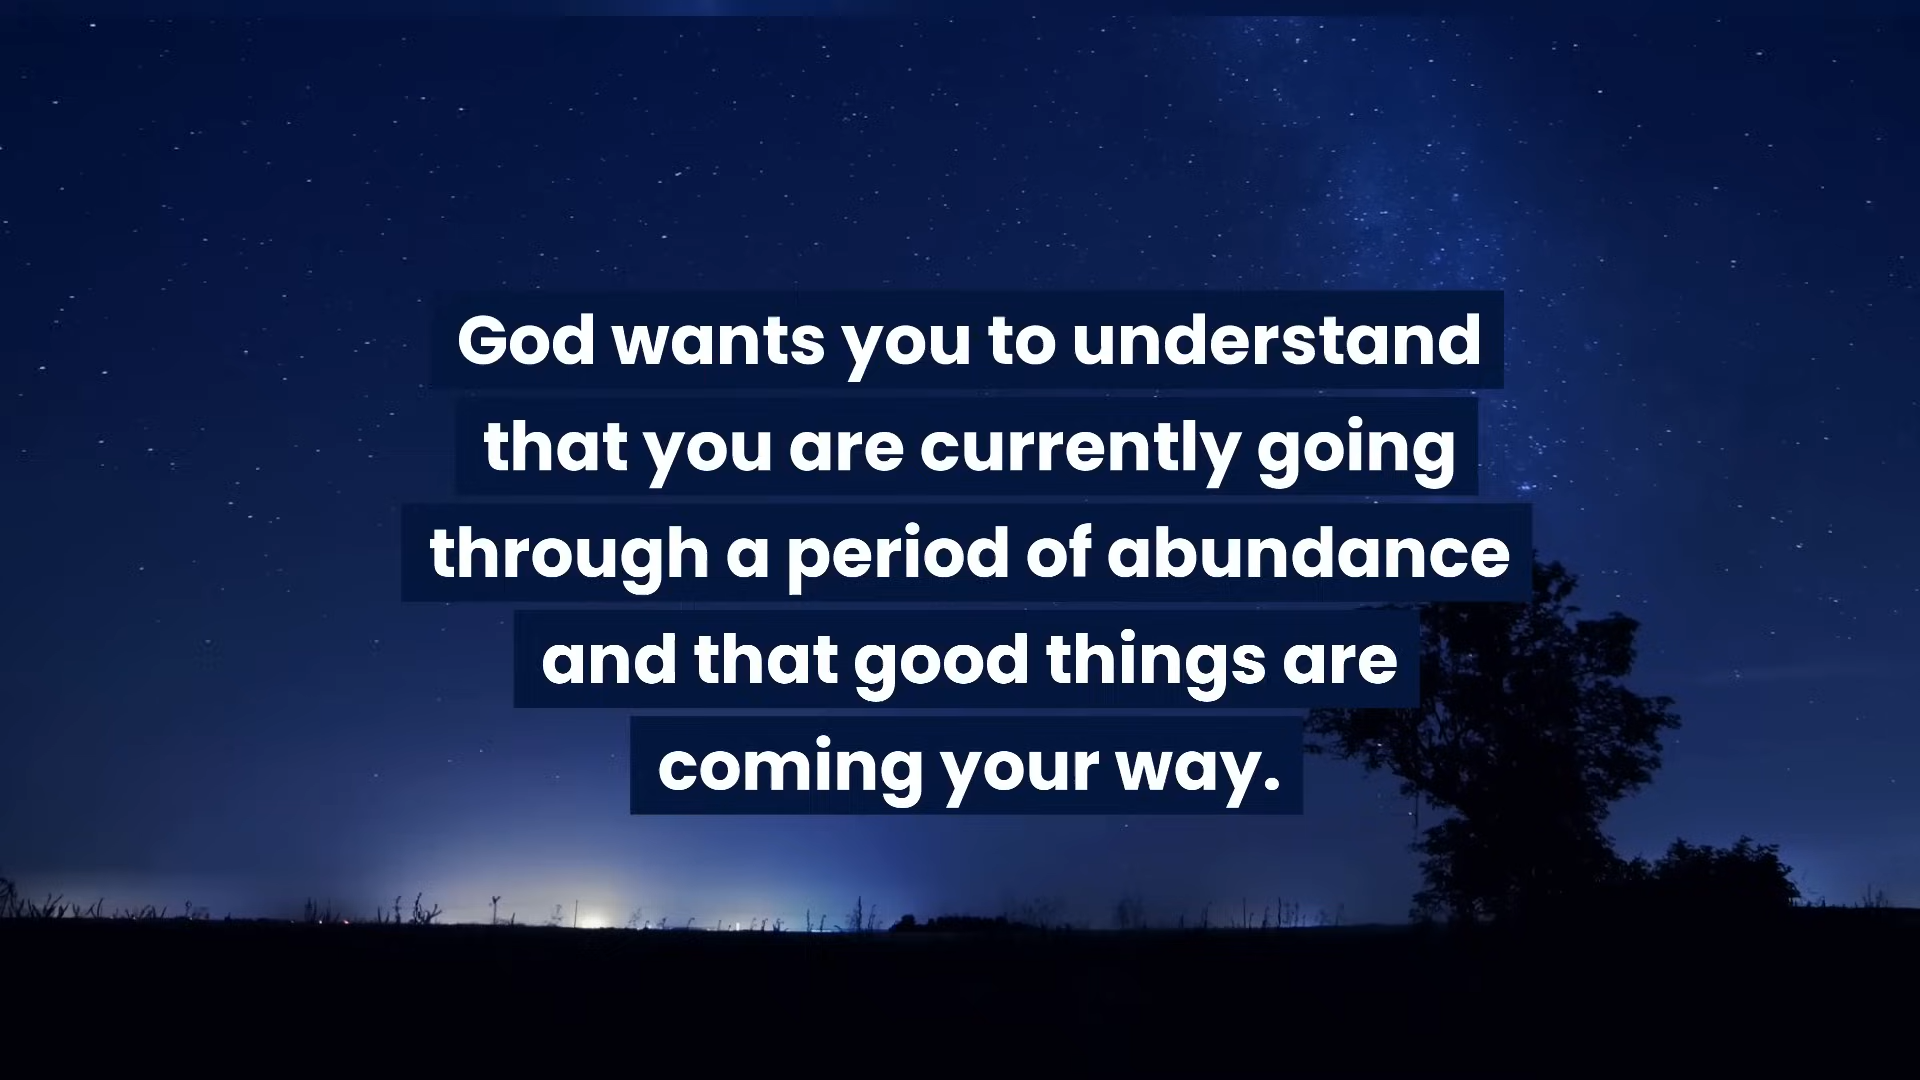 God wants you to understand
that you are currently going
through a period of abundance
and that good things are
coming your way.